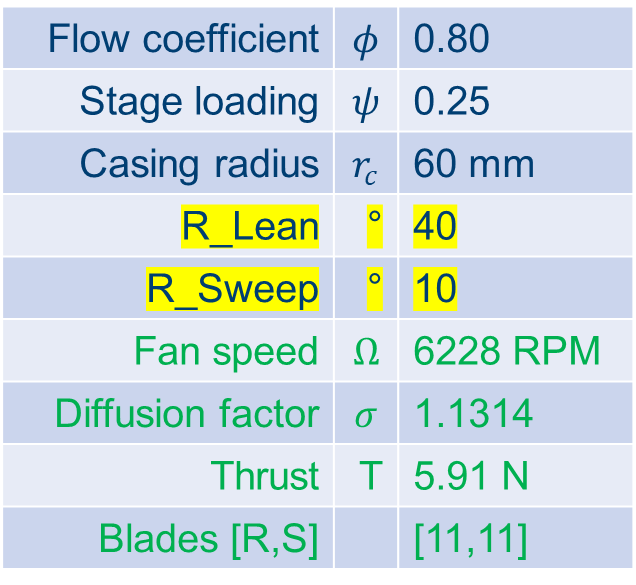 Flow coefficient ϕ 0.80
Stage loading ψ 0.25
Casing radius r_c 60 mm
R_Lean ° 40
R_Sweep ° 10
Fan speed Ω 6228 RPM
Diffusion factor σ 1.1314
Thrust T 5.91 N
Blades [R,S] [11,11]